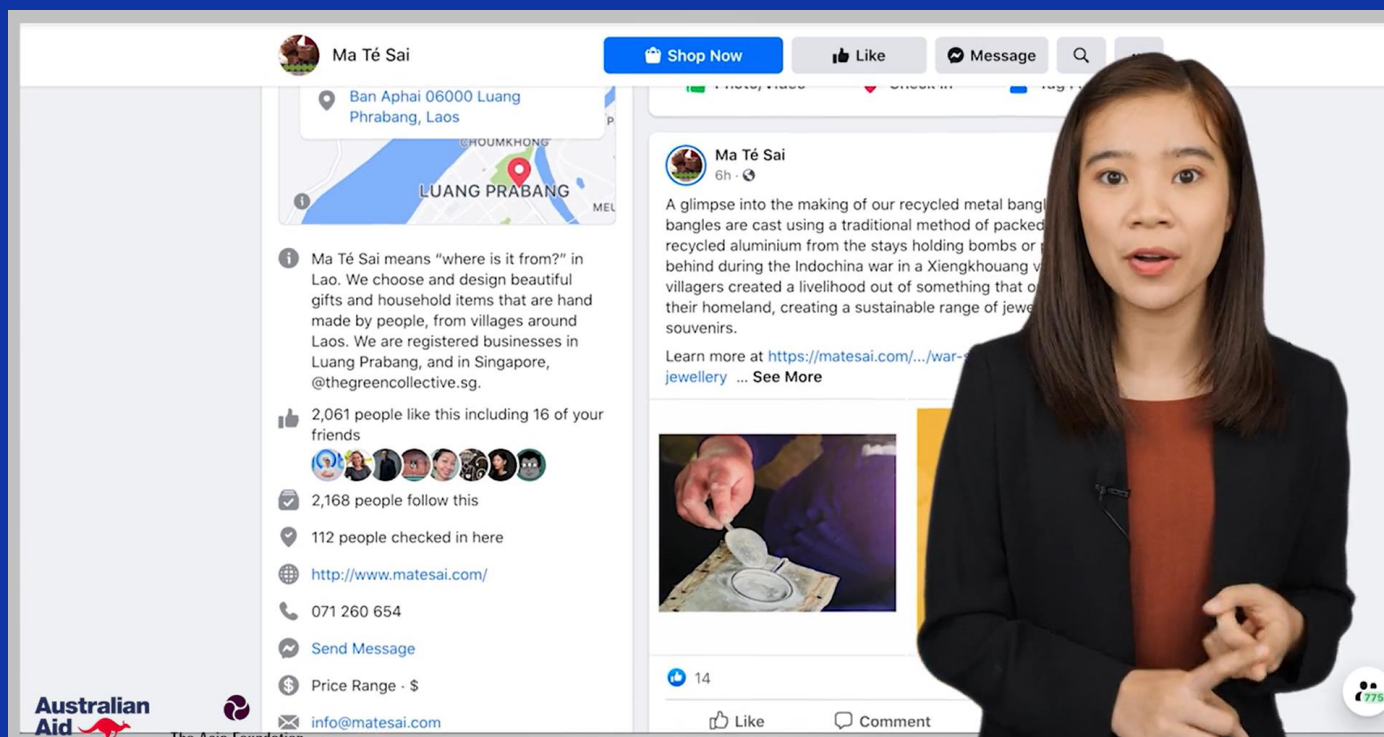 Ma Té Sai
Shop Now
Like
Message
Ban Aphai 06000 Luang
Phrabang, Laos
CHOUMKHONG
LUANG PRABANG
Ma Té Sai means “where is it from?” in
Lao. We choose and design beautiful
gifts and household items that are hand
made by people, from villages around
Laos. We are registered businesses in
Luang Prabang, and in Singapore,
@thegreencollective.sg.
2,061 people like this including 16 of your
friends
2,168 people follow this
112 people checked in here
http://www.matesai.com/
071 260 654
Send Message
Price Range · $
info@matesai.com
Ma Té Sai
6h ·
A glimpse into the making of our recycled metal
bangles are cast using a traditional method of packed
recycled aluminium from the stays holding bombs or
behind during the Indochina war in a Xiengkhouang
villagers created a livelihood out of something that
their homeland, creating a sustainable range of
souvenirs.
Learn more at https://matesai.com/.../war-
jewellery ... See More
14
Like
Comment
775
Australian
Aid
The Asia Foundation